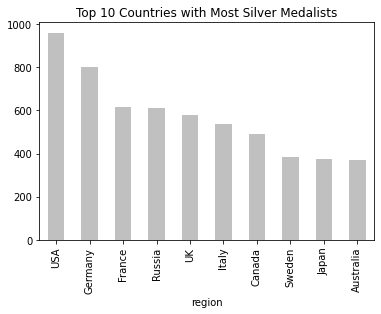 Top 10 Countries with Most Silver Medalists
1000
800
600
400
200
0
USA
Germany
France
Russia
UK
Italy
Canada
Sweden
Japan
Australia
region